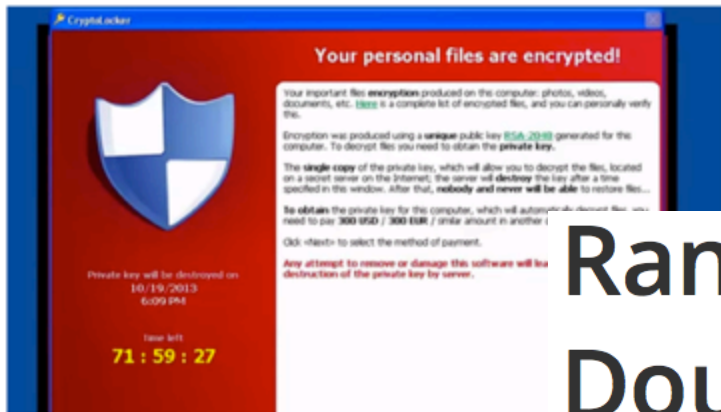 CryptoLocker
Your personal files are encrypted!
Your important files encryption produced on this computer: photos, videos,
documents, etc. Here is a complete list of encrypted files, and you can personally verify
this.
Encryption was produced using a unique public key RSA-2048 generated for this
computer. To decrypt files you need to obtain the private key.
The single copy of the private key, which will allow you to decrypt the files, located
on a secret server on the Internet; the server will destroy the key after a time
specified in this window. After that, nobody and never will be able to restore files...
To obtain the private key for this computer, which will automatically decrypt files, you
need to pay 300 USD / 300 EUR / similar amount in another
Click «Next» to select the method of payment.
Any attempt to remove or damage this software will lea
destruction of the private key by server.
Private key will be destroyed on
10/19/2013
6:09 PM
Time left
71 : 59 : 27
Ran
Dou